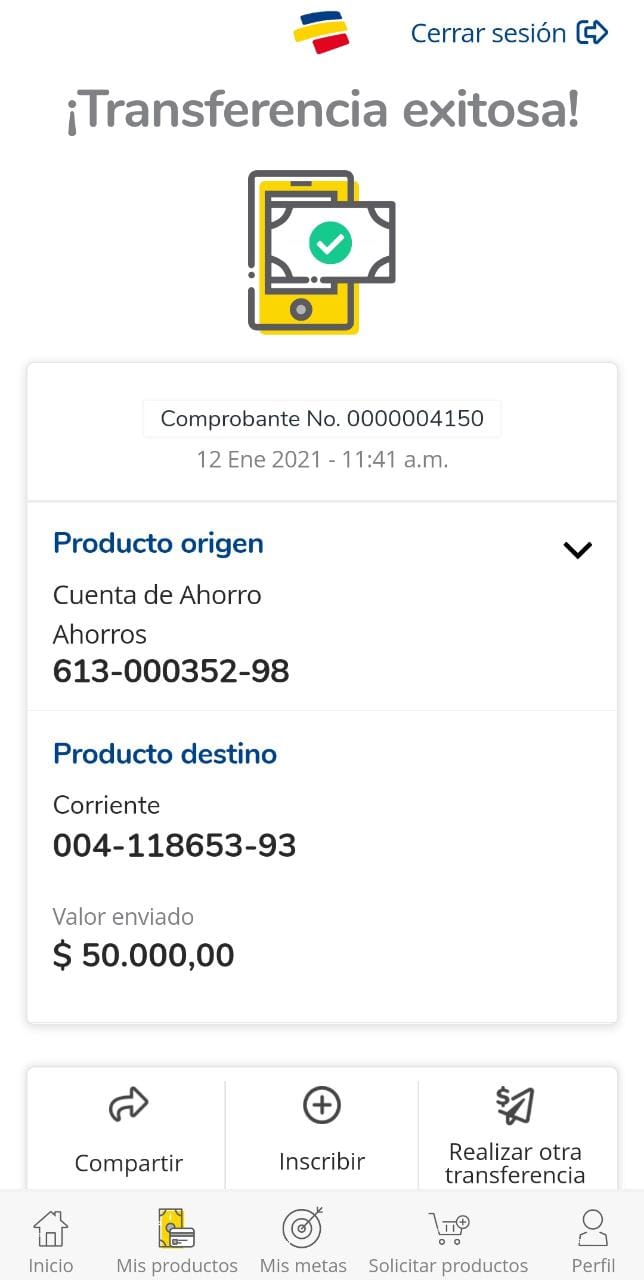 Cerrar sesión
¡Transferencia exitosa!
Comprobante No. 0000004150
12 Ene 2021 - 11:41 a.m.
Producto origen
Cuenta de Ahorro
Ahorros
613-000352-98
Producto destino
Corriente
004-118653-93
Valor enviado
$ 50.000,00
Compartir
Inscribir
Realizar otra
transferencia
Inicio
Mis productos
Mis metas
Solicitar productos
Perfil